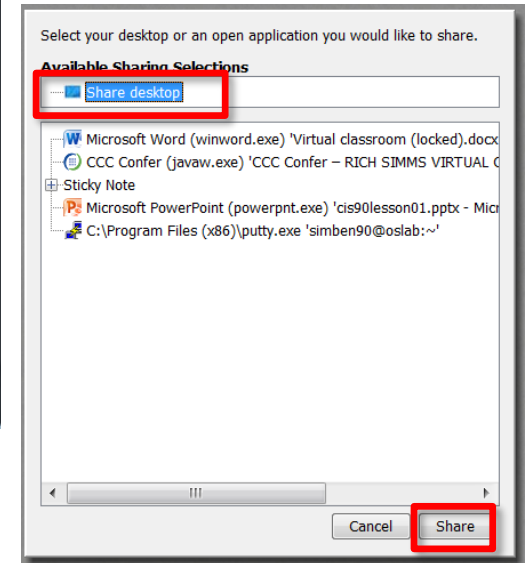 Select your desktop or an open application you would like to share.
Available Sharing Selections
Share desktop
Microsoft Word (winword.exe) 'Virtual classroom (locked).docx
CCC Confer (javaw.exe) 'CCC Confer – RICH SIMMS VIRTUAL
Sticky Note
Microsoft PowerPoint (powerpnt.exe) 'cis90lesson01.pptx - Micr
C:\Program Files (x86)\putty.exe 'simben90@oslab:~'
Cancel Share